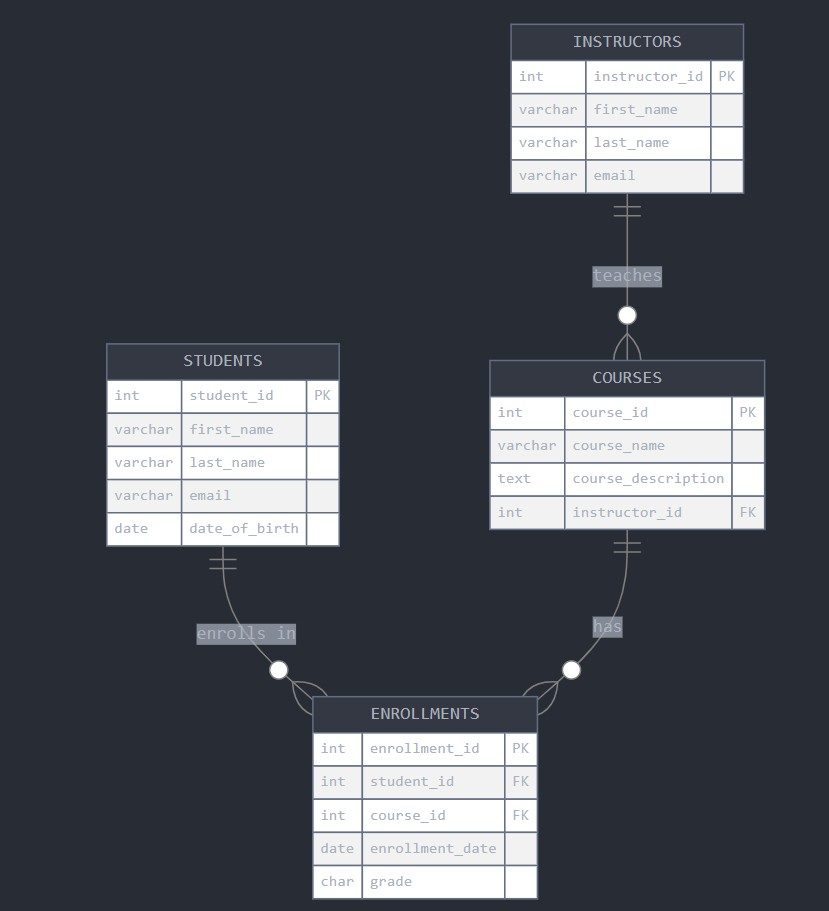 INSTRUCTORS
int instructor_id PK
varchar first_name
varchar last_name
varchar email
teaches
STUDENTS
int student_id PK
varchar first_name
varchar last_name
varchar email
date date_of_birth
COURSES
int course_id PK
varchar course_name
text course_description
int instructor_id FK
enrolls in
has
ENROLLMENTS
int enrollment_id PK
int student_id FK
int course_id FK
date enrollment_date
char grade